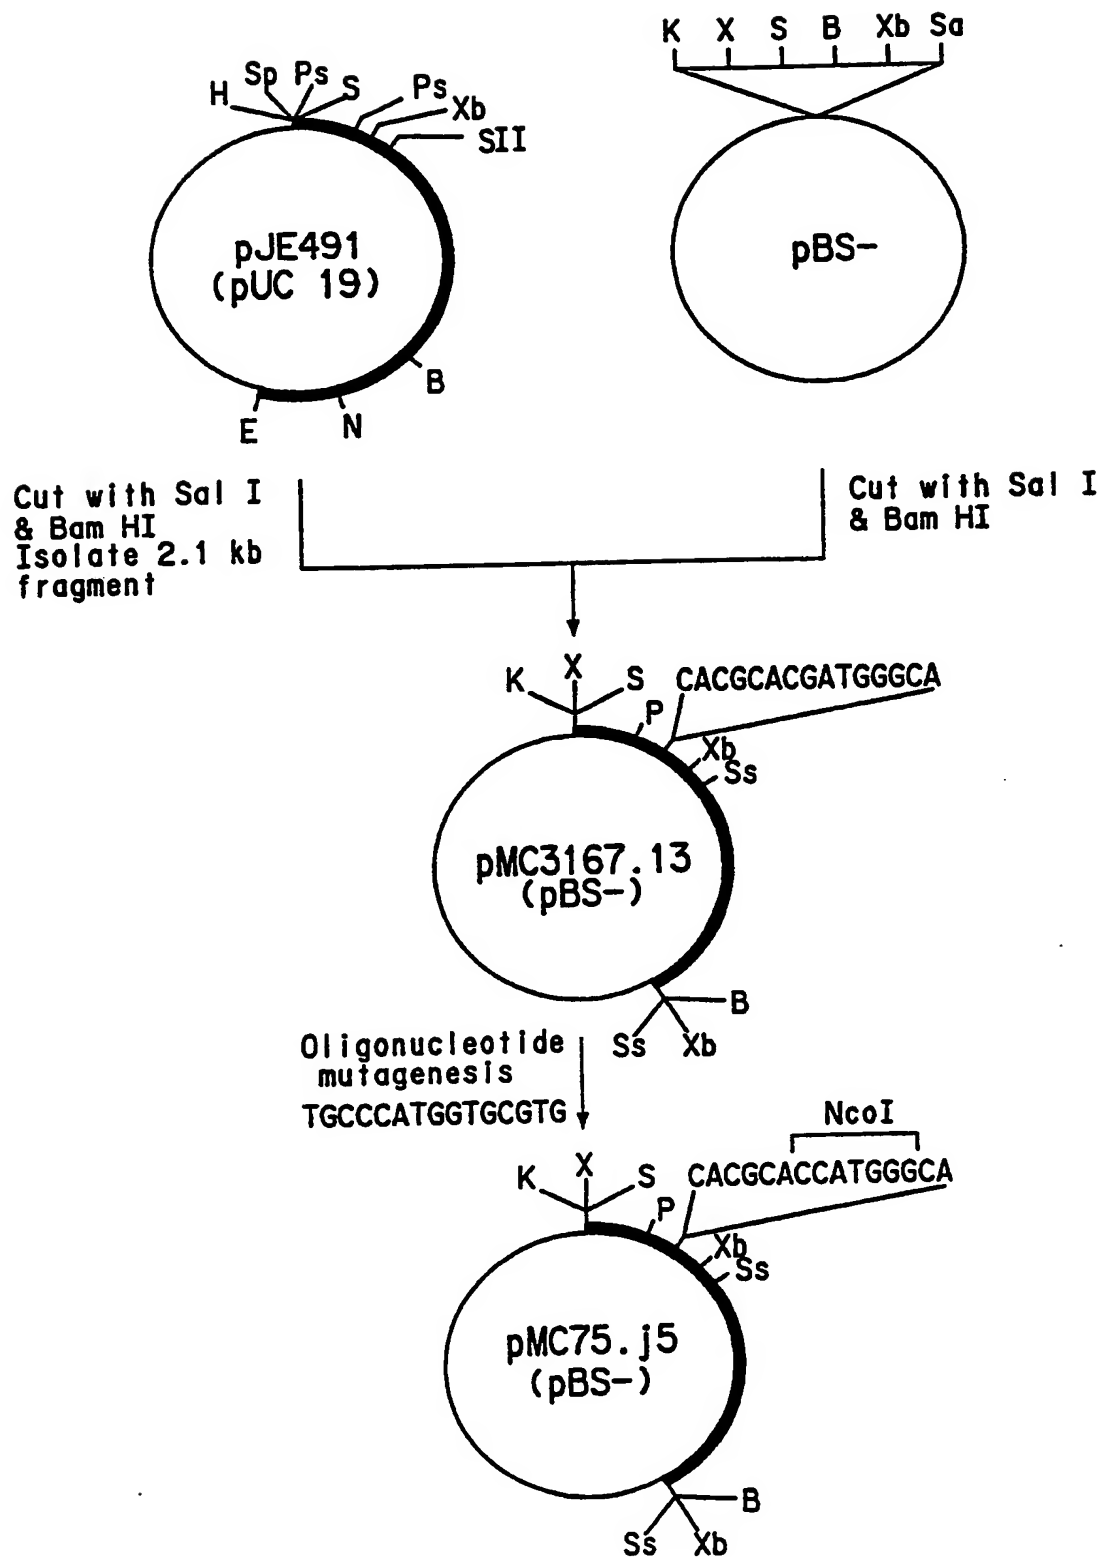 K X S B Xb Sa
H Sp Ps S Ps Xb SII
pJE491
(pUC 19)
B
N
E
pBS-
Cut with Sal I
& Bam HI
Isolate 2.1 kb
fragment
Cut with Sal I
& Bam HI
K X S CACGCACGATGGGCA
P
Xb
Ss
pMC3167.13
(pBS-)
B
Ss Xb
Oligonucleotide
mutagenesis
TGCCCATGGTGCGTG
NcoI
K X S CACGCACCATGGGCA
P
Xb
Ss
pMC75.j5
(pBS-)
B
Ss Xb